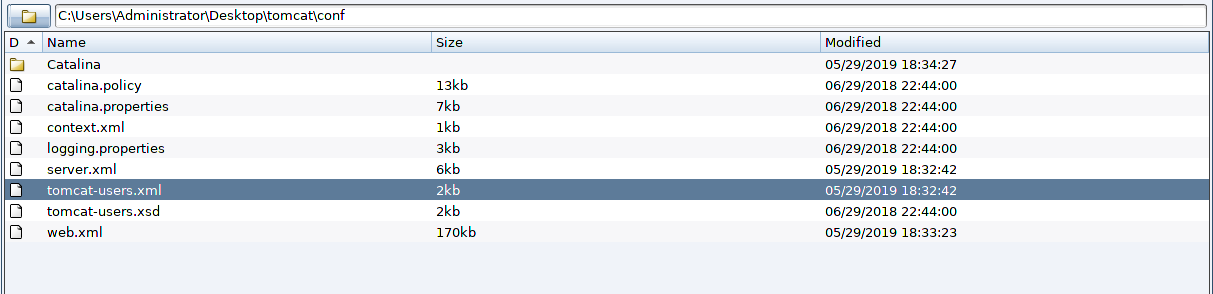 C:\Users\Administrator\Desktop\tomcat\conf
D Name Size Modified
Catalina 05/29/2019 18:34:27
catalina.policy 13kb 06/29/2018 22:44:00
catalina.properties 7kb 06/29/2018 22:44:00
context.xml 1kb 06/29/2018 22:44:00
logging.properties 3kb 06/29/2018 22:44:00
server.xml 6kb 05/29/2019 18:32:42
tomcat-users.xml 2kb 05/29/2019 18:32:42
tomcat-users.xsd 2kb 06/29/2018 22:44:00
web.xml 170kb 05/29/2019 18:33:23